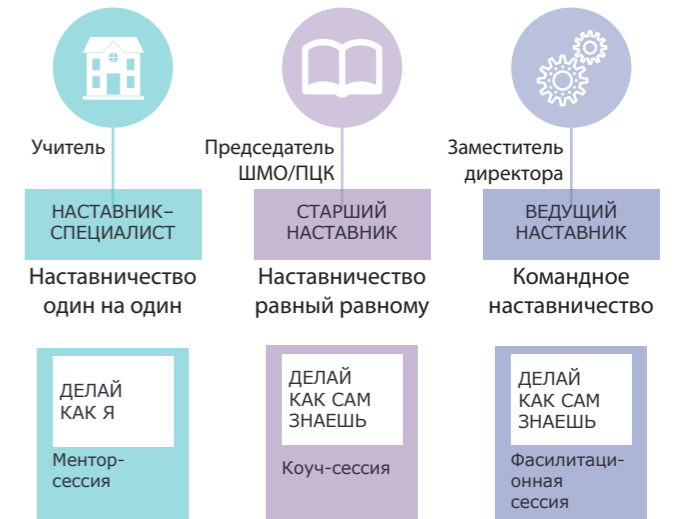 Учитель
НАСТАВНИК–
СПЕЦИАЛИСТ
Наставничество
один на один
ДЕЛАЙ
КАК Я
Ментор-
сессия
Председатель
ШМО/ПЦК
СТАРШИЙ
НАСТАВНИК
Наставничество
равный равному
ДЕЛАЙ
КАК САМ
ЗНАЕШЬ
Коуч-сессия
Заместитель
директора
ВЕДУЩИЙ
НАСТАВНИК
Командное
наставничество
ДЕЛАЙ
КАК САМ
ЗНАЕШЬ
Фасилитаци-
онная
сессия